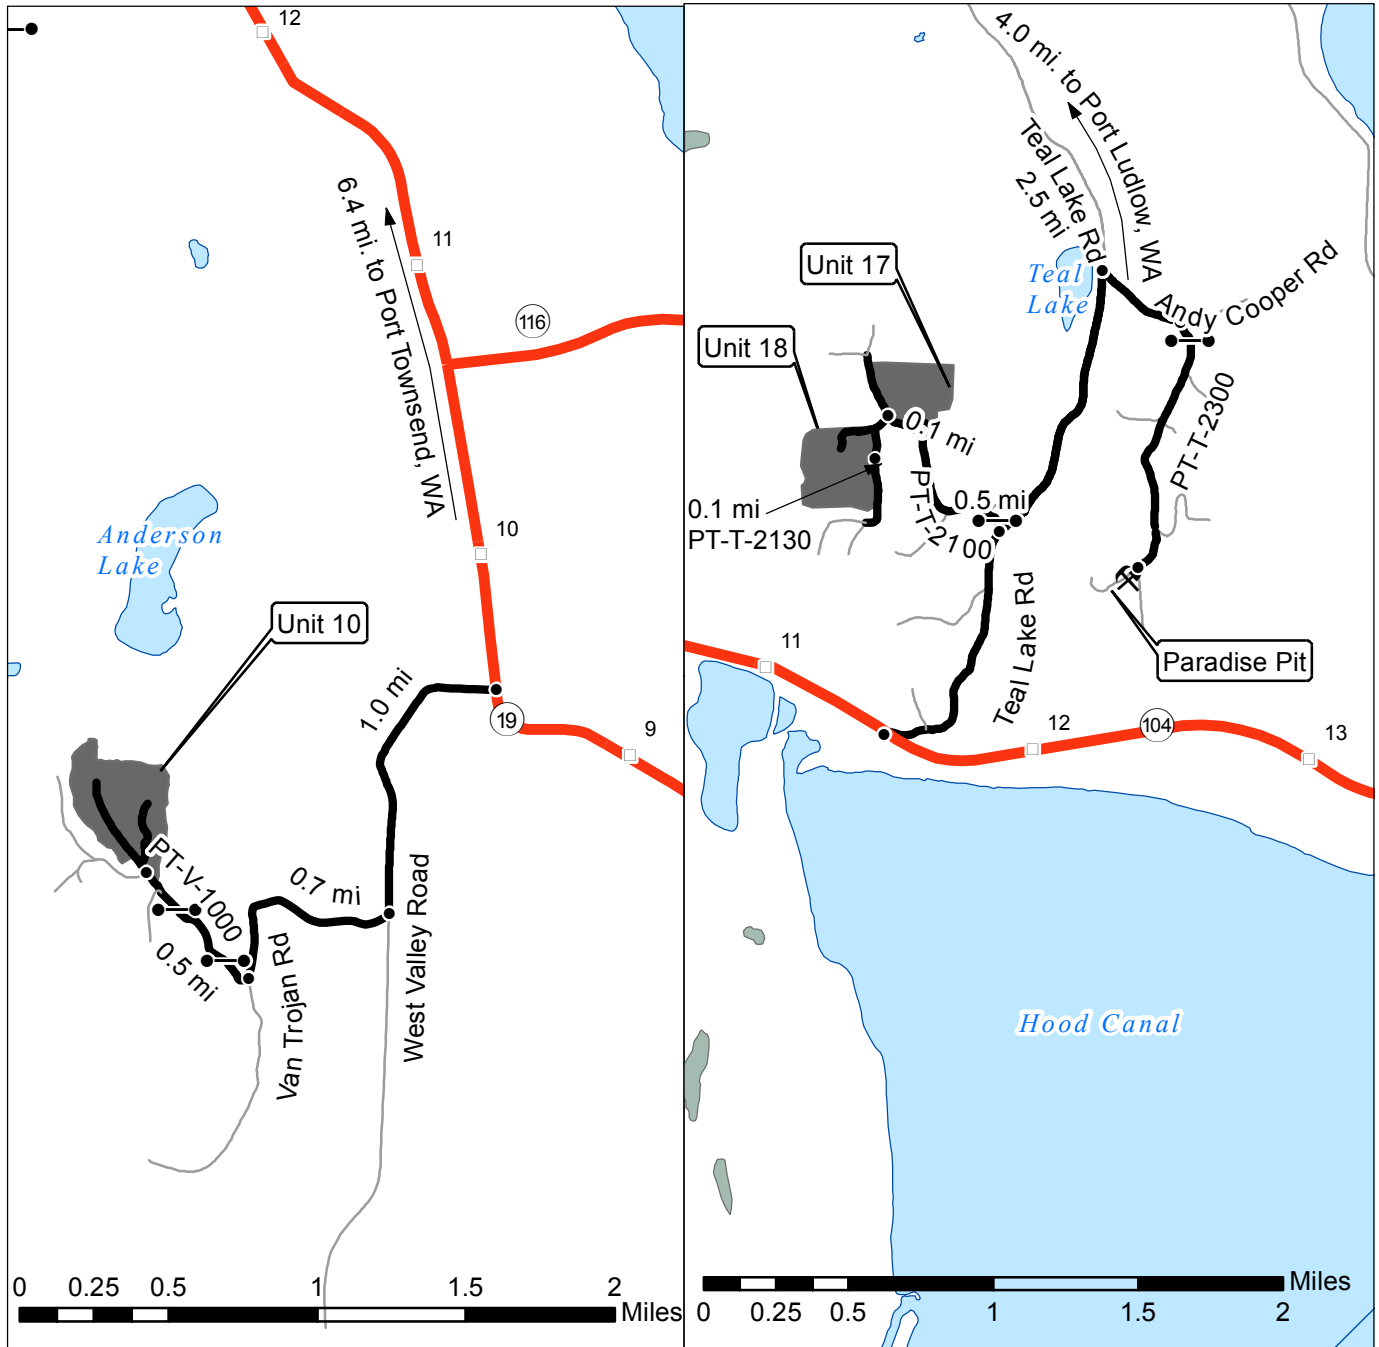 12
11
6.4 mi. to Port Townsend, WA
116
10
Anderson
Lake
Unit 10
1.0 mi
19
9
PT-V-1000
0.7 mi
0.5 mi
Van Trojan Rd
West Valley Road
0 0.25 0.5 1 1.5 2
Miles
4.0 mi. to Port Ludlow, WA
Teal Lake Rd
2.5 mi
Unit 17
Teal
Lake
Andy Cooper Rd
Unit 18
0.1 mi
PT-T-2300
0.5 mi
PT-T-2100
0.1 mi
PT-T-2130
Teal Lake Rd
Paradise Pit
11
12
104
13
Hood Canal
Miles
0 0.25 0.5 1 1.5 2